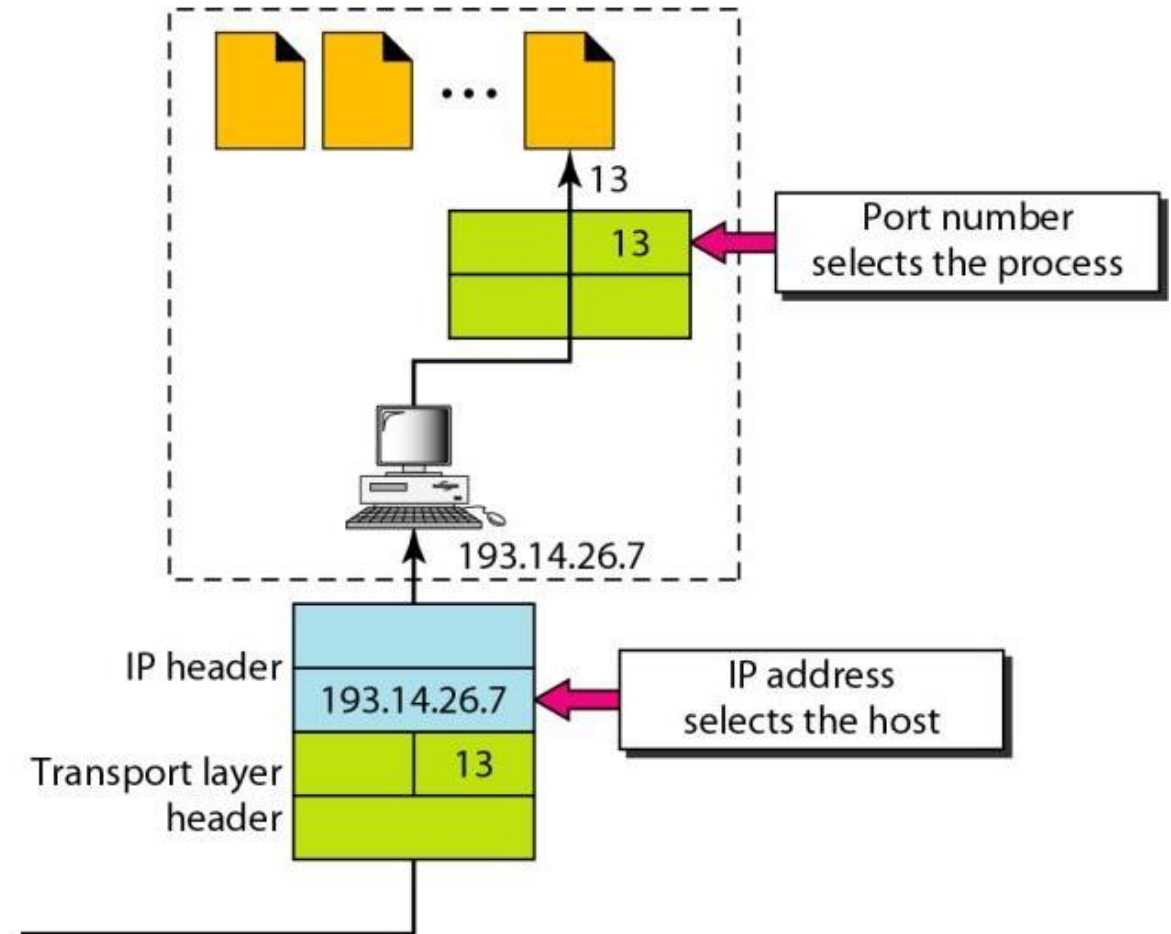 13
13
Port number
selects the process
193.14.26.7
IP header
193.14.26.7
IP address
selects the host
Transport layer
header
13